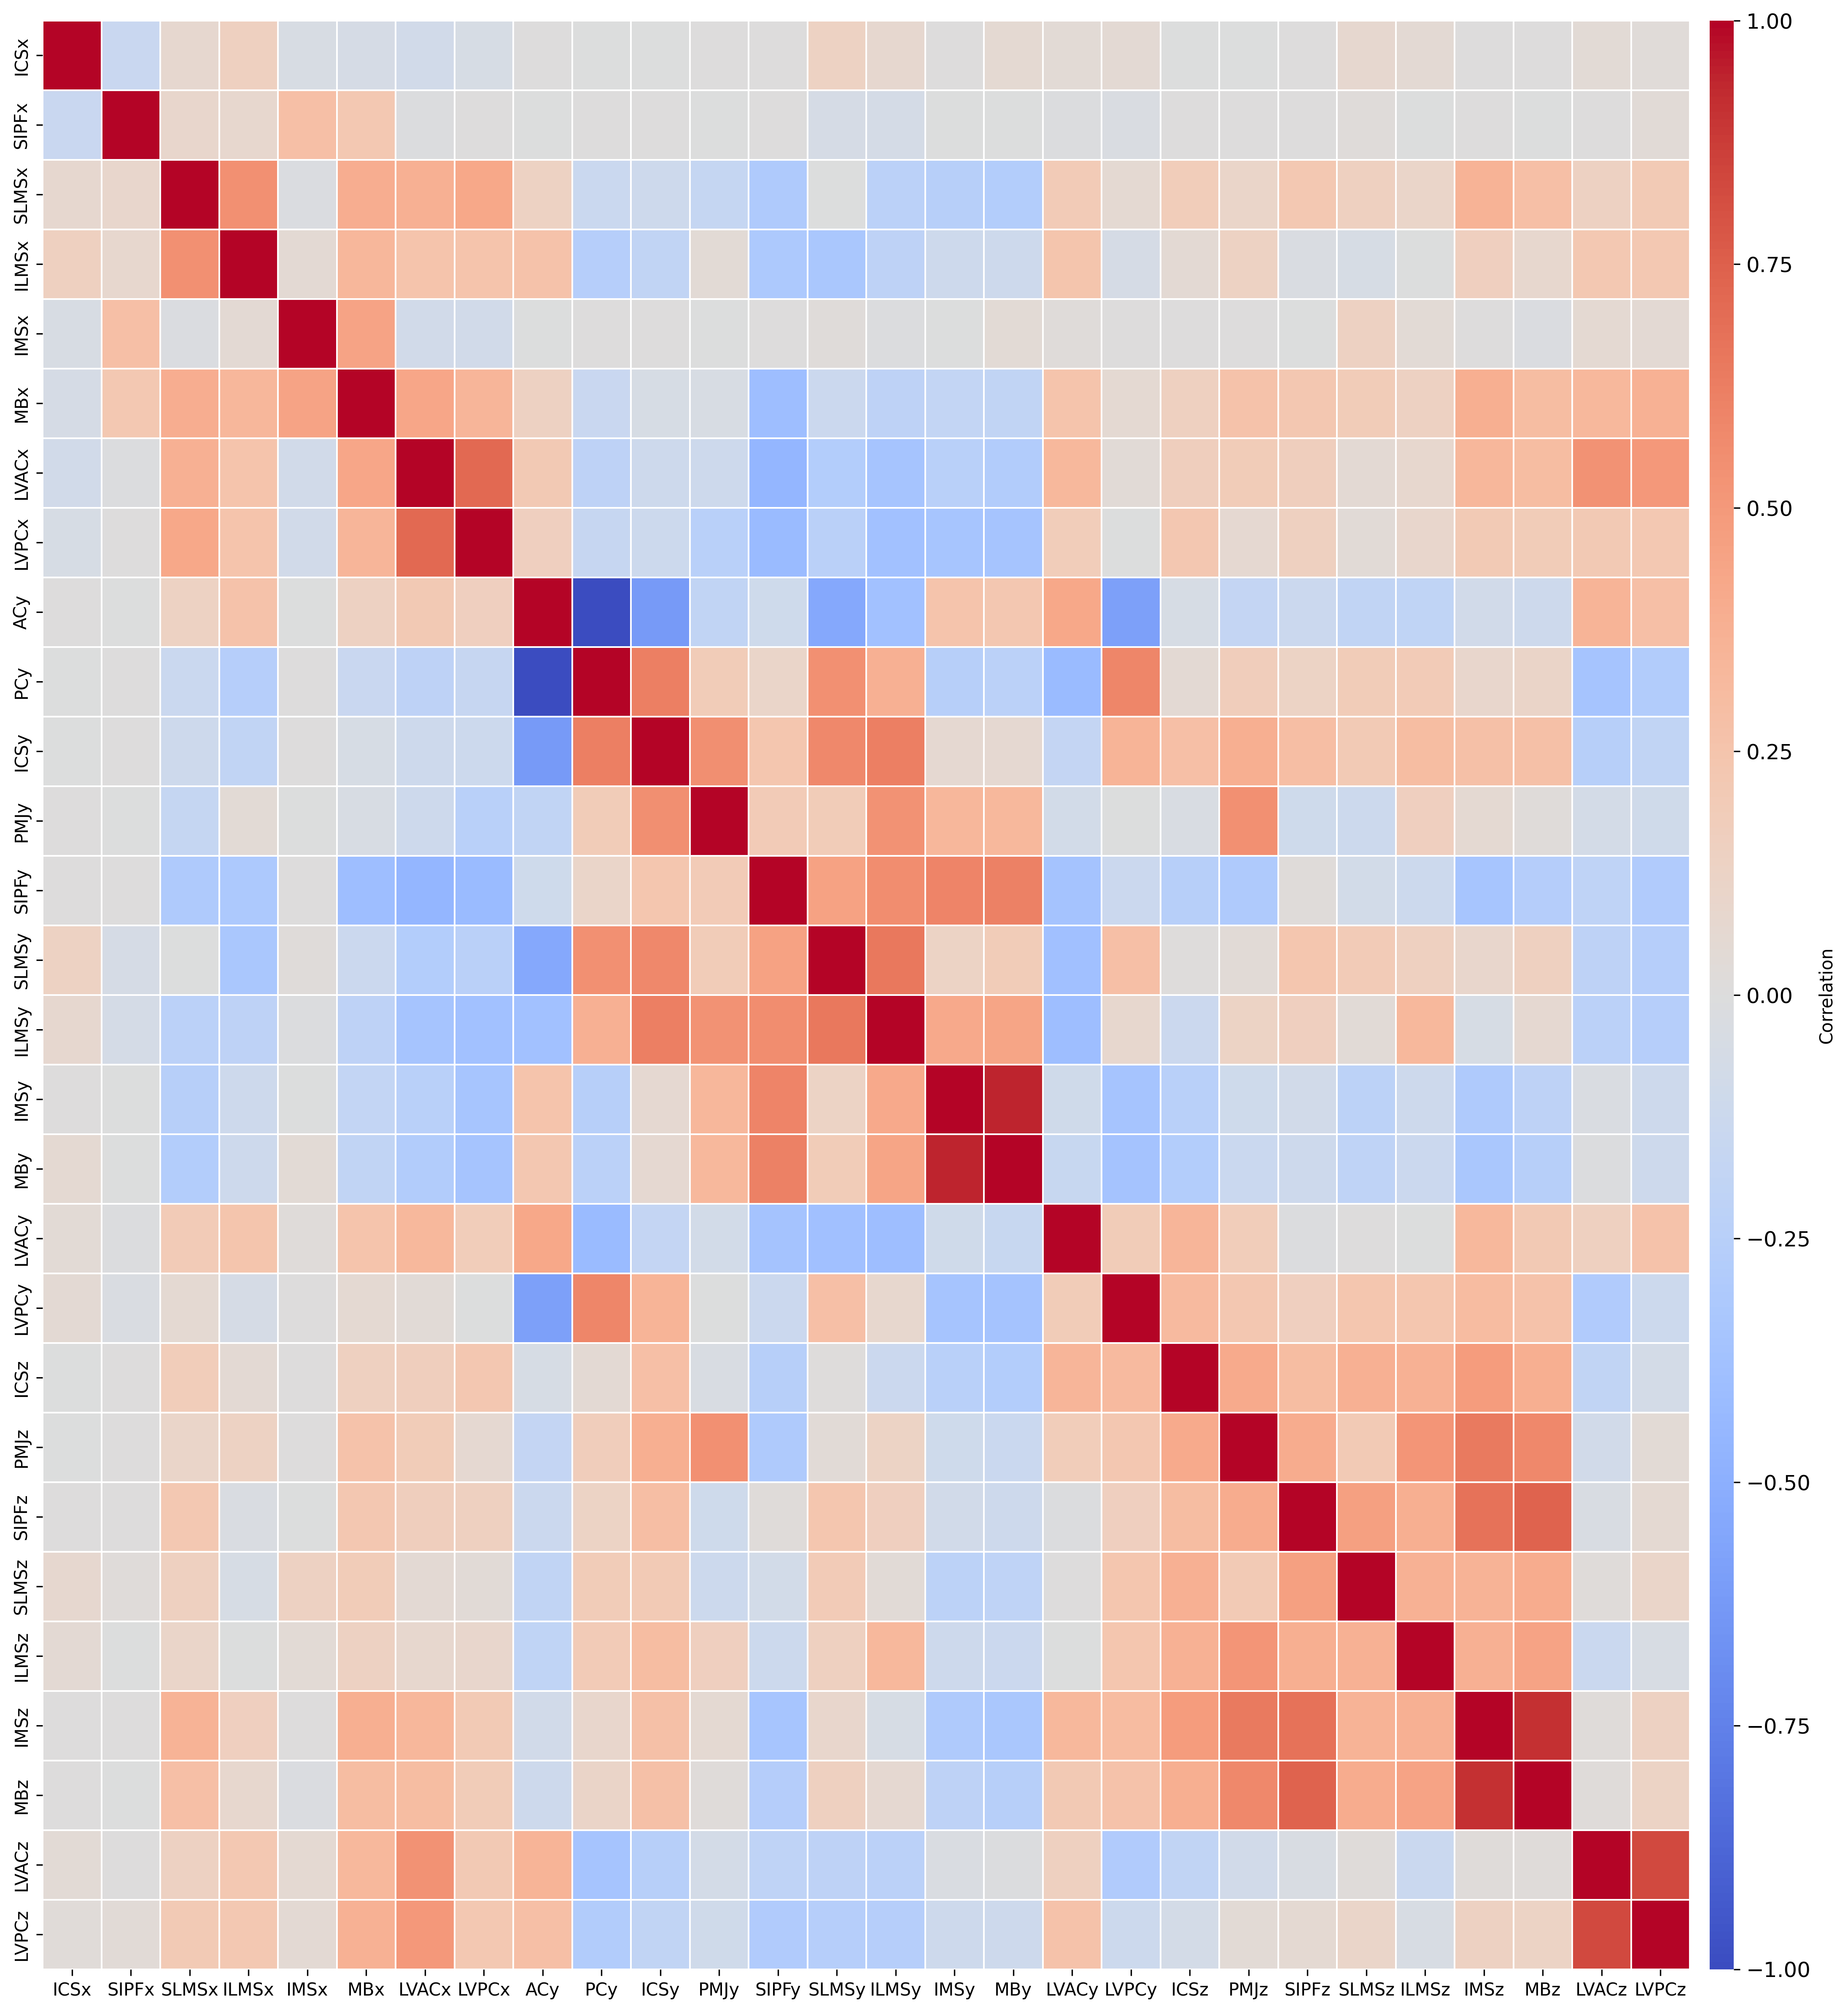 ICSx
SIPFx
SLMSx
ILMSx
IMSx
MBx
LVACx
LVPCx
ACy
PCy
ICSy
PMJy
SIPFy
SLMSy
ILMSy
IMSy
MBy
LVACy
LVPCy
ICSz
PMJz
SIPFz
SLMSz
ILMSz
IMSz
MBz
LVACz
LVPCz
ICSx SIPFx SLMSx ILMSx IMSx MBx LVACx LVPCx ACy PCy ICSy PMJy SIPFy SLMSy ILMSy IMSy MBy LVACy LVPCy ICSz PMJz SIPFz SLMSz ILMSz IMSz MBz LVACz LVPCz
1.00
0.75
0.50
0.25
0.00
−0.25
−0.50
−0.75
−1.00
Correlation